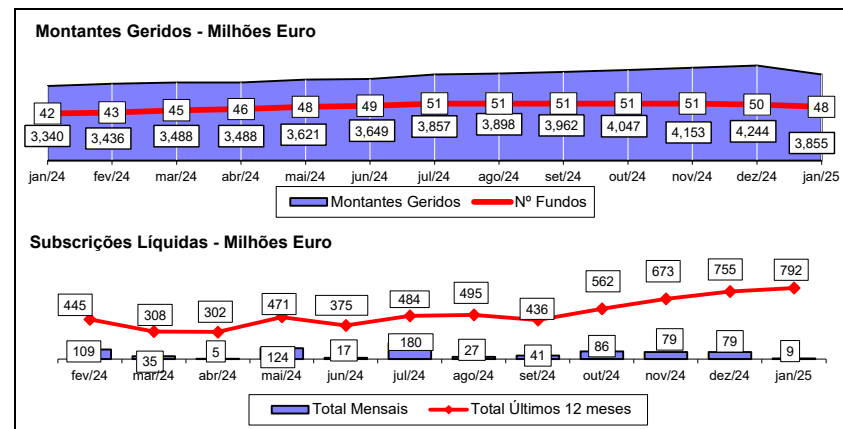 Montantes Geridos - Milhões Euro
42 43 45 46 48 49 51 51 51 51 51 50 48
3,340 3,436 3,488 3,488 3,621 3,649 3,857 3,898 3,962 4,047 4,153 4,244 3,855
jan/24 fev/24 mar/24 abr/24 mai/24 jun/24 jul/24 ago/24 set/24 out/24 nov/24 dez/24 jan/25
Montantes Geridos Nº Fundos
Subscrições Líquidas - Milhões Euro
445 308 302 471 375 484 495 436 562 673 755 792
109 35 5 124 17 180 27 41 86 79 79 9
fev/24 mar/24 abr/24 mai/24 jun/24 jul/24 ago/24 set/24 out/24 nov/24 dez/24 jan/25
Total Mensais Total Últimos 12 meses